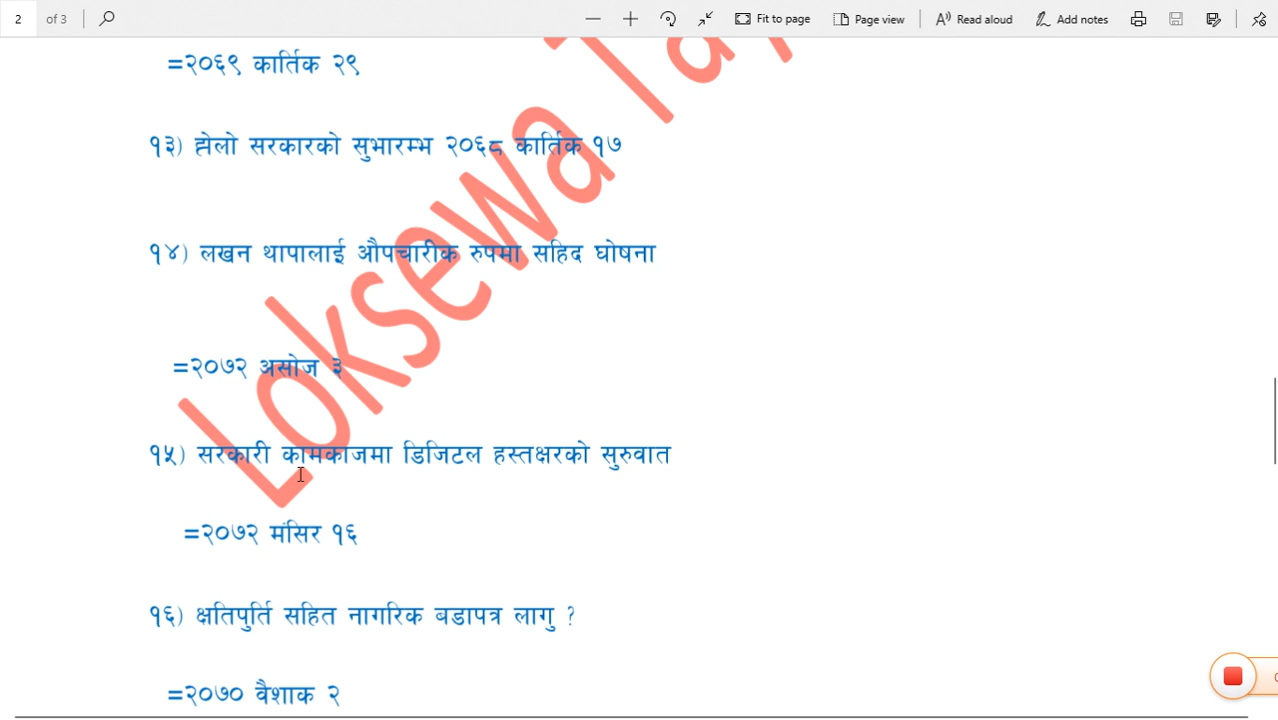 2 of 3 Fit to page Page view Read aloud Add notes
=२०६९ कार्तिक २९
१३) ह्मेलो सरकारको सुभारम्भ २०६८ कार्तिक १७
१४) लखन थापालाई औपचारीक रुपमा सहिद घोषना
=२०७२ असोज ३
१५) सरकारी कामकाजमा डिजिटल हस्तक्षरको सुरुवात
=२०७२ मंसिर १६
१६) क्षतिपुर्ति सहित नागरिक बडापत्र लागु ?
=२०७० वैशाक २
Loksewa